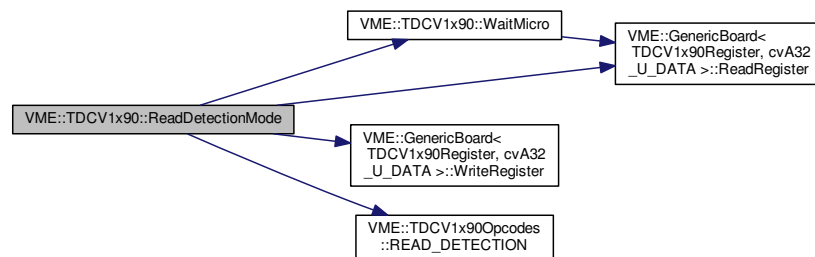 VME::TDCV1x90::WaitMicro
VME::GenericBoard<
TDCV1x90Register, cvA32
_U_DATA >::ReadRegister
VME::TDCV1x90::ReadDetectionMode
VME::GenericBoard<
TDCV1x90Register, cvA32
_U_DATA >::WriteRegister
VME::TDCV1x90Opcodes
::READ_DETECTION